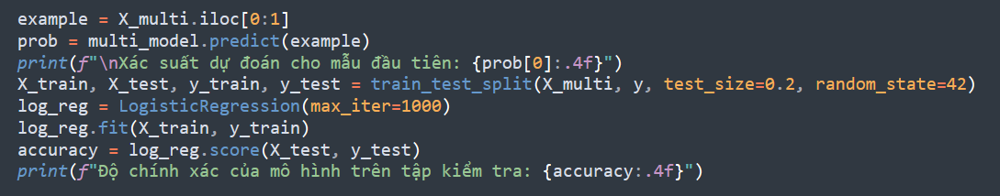 example = X_multi.iloc[0:1]
prob = multi_model.predict(example)
print(f"\nXác suất dự đoán cho mẫu đầu tiên: {prob[0]:.4f}")
X_train, X_test, y_train, y_test = train_test_split(X_multi, y, test_size=0.2, random_state=42)
log_reg = LogisticRegression(max_iter=1000)
log_reg.fit(X_train, y_train)
accuracy = log_reg.score(X_test, y_test)
print(f"Độ chính xác của mô hình trên tập kiểm tra: {accuracy:.4f}")